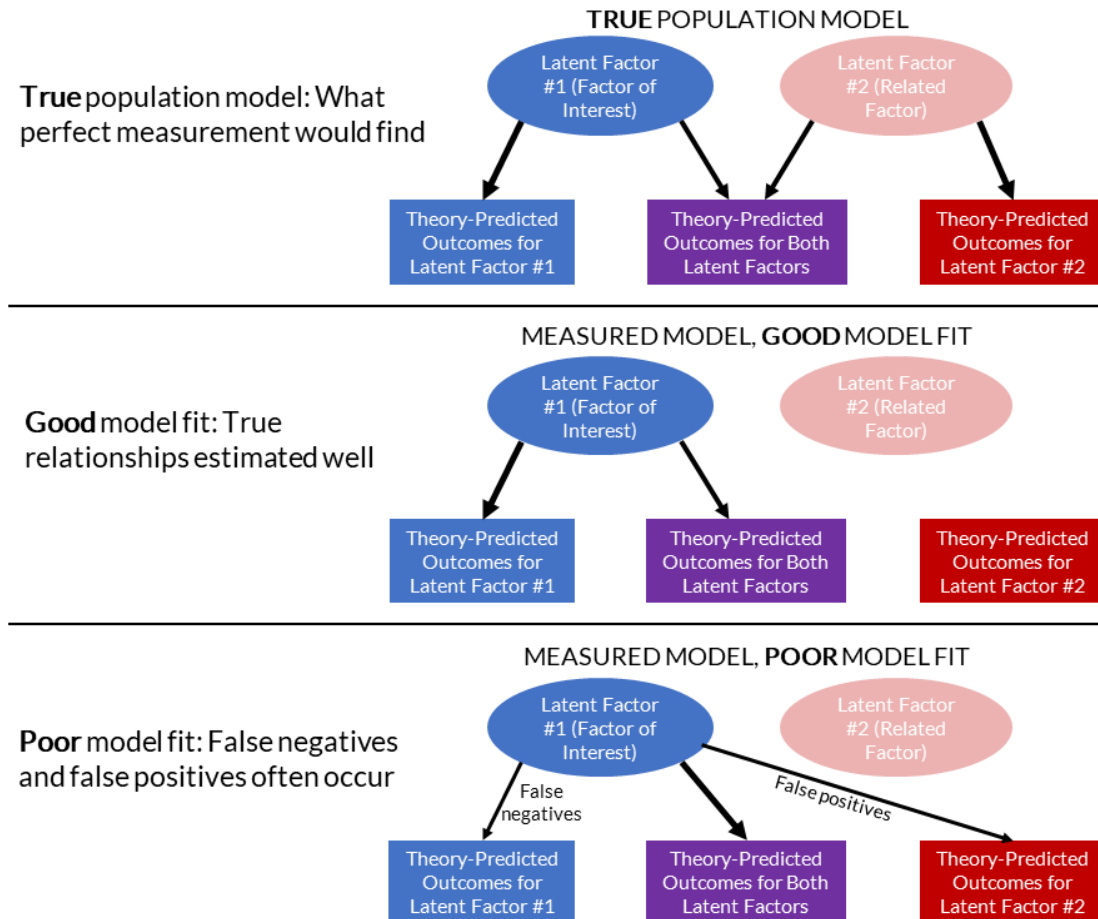 TRUE POPULATION MODEL
True population model: What
perfect measurement would find
Latent Factor
#1 (Factor of
Interest)
Latent Factor
#2 (Related
Factor)
Theory-Predicted
Outcomes for
Latent Factor #1
Theory-Predicted
Outcomes for Both
Latent Factors
Theory-Predicted
Outcomes for
Latent Factor #2
MEASURED MODEL, GOOD MODEL FIT
Good model fit: True
relationships estimated well
Latent Factor
#1 (Factor of
Interest)
Latent Factor
#2 (Related
Factor)
Theory-Predicted
Outcomes for
Latent Factor #1
Theory-Predicted
Outcomes for Both
Latent Factors
Theory-Predicted
Outcomes for
Latent Factor #2
MEASURED MODEL, POOR MODEL FIT
Poor model fit: False negatives
and false positives often occur
Latent Factor
#1 (Factor of
Interest)
Latent Factor
#2 (Related
Factor)
False
negatives
False positives
Theory-Predicted
Outcomes for
Latent Factor #1
Theory-Predicted
Outcomes for Both
Latent Factors
Theory-Predicted
Outcomes for
Latent Factor #2